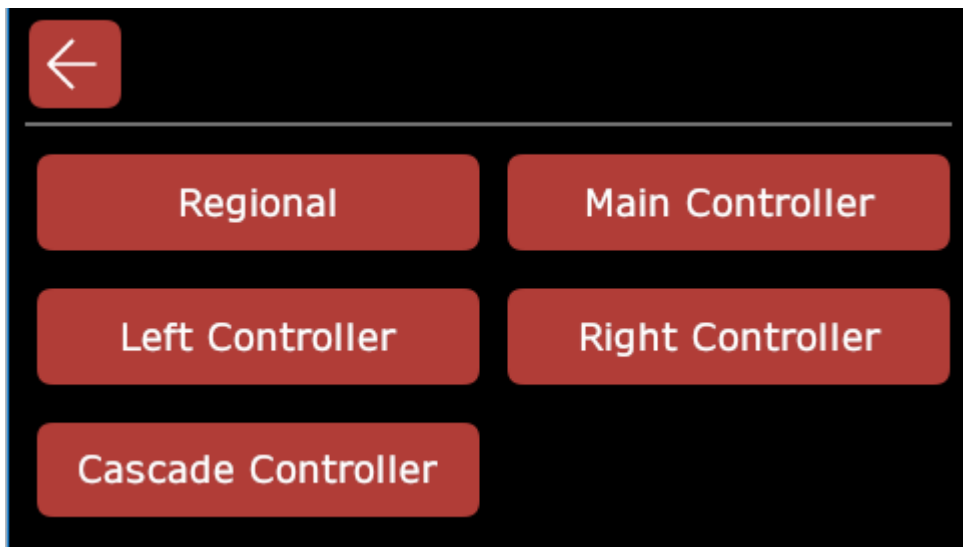 Regional
Main Controller
Left Controller
Right Controller
Cascade Controller